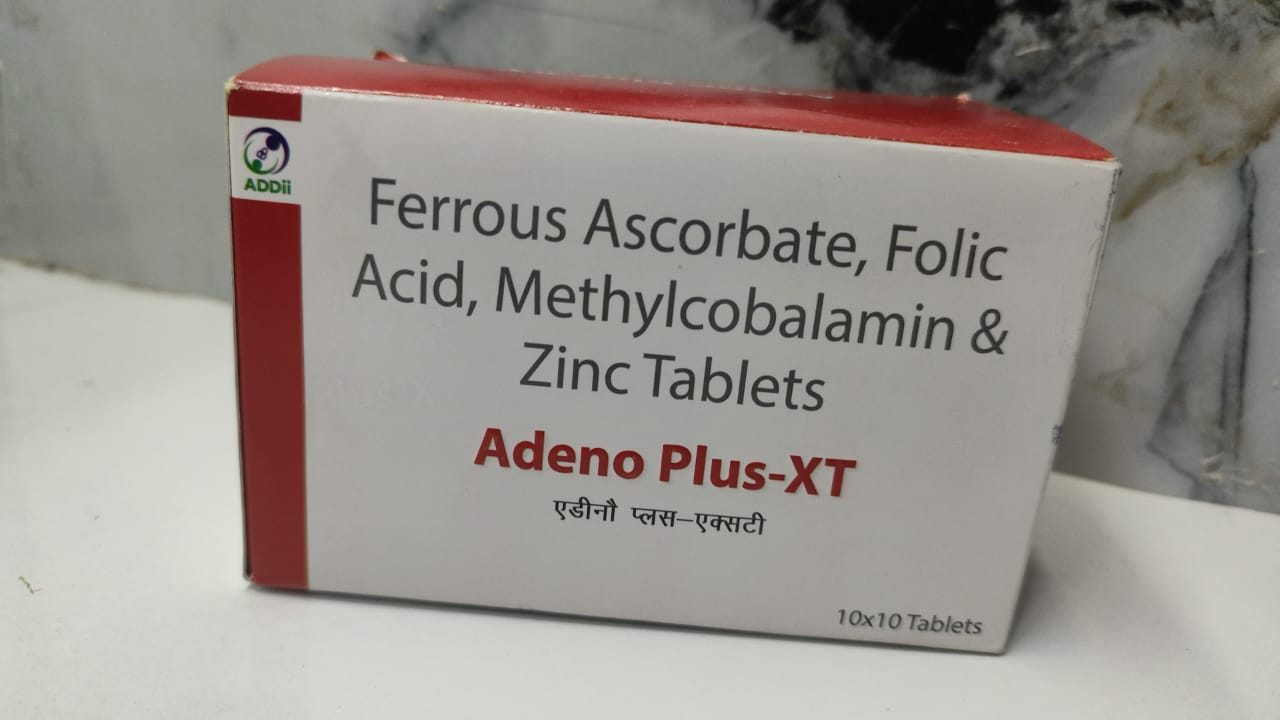 ADDii
Ferrous Ascorbate, Folic
Acid, Methylcobalamin &
Zinc Tablets
Adeno Plus-XT
एडीनौ प्लस-एक्सटी
10x10 Tablets